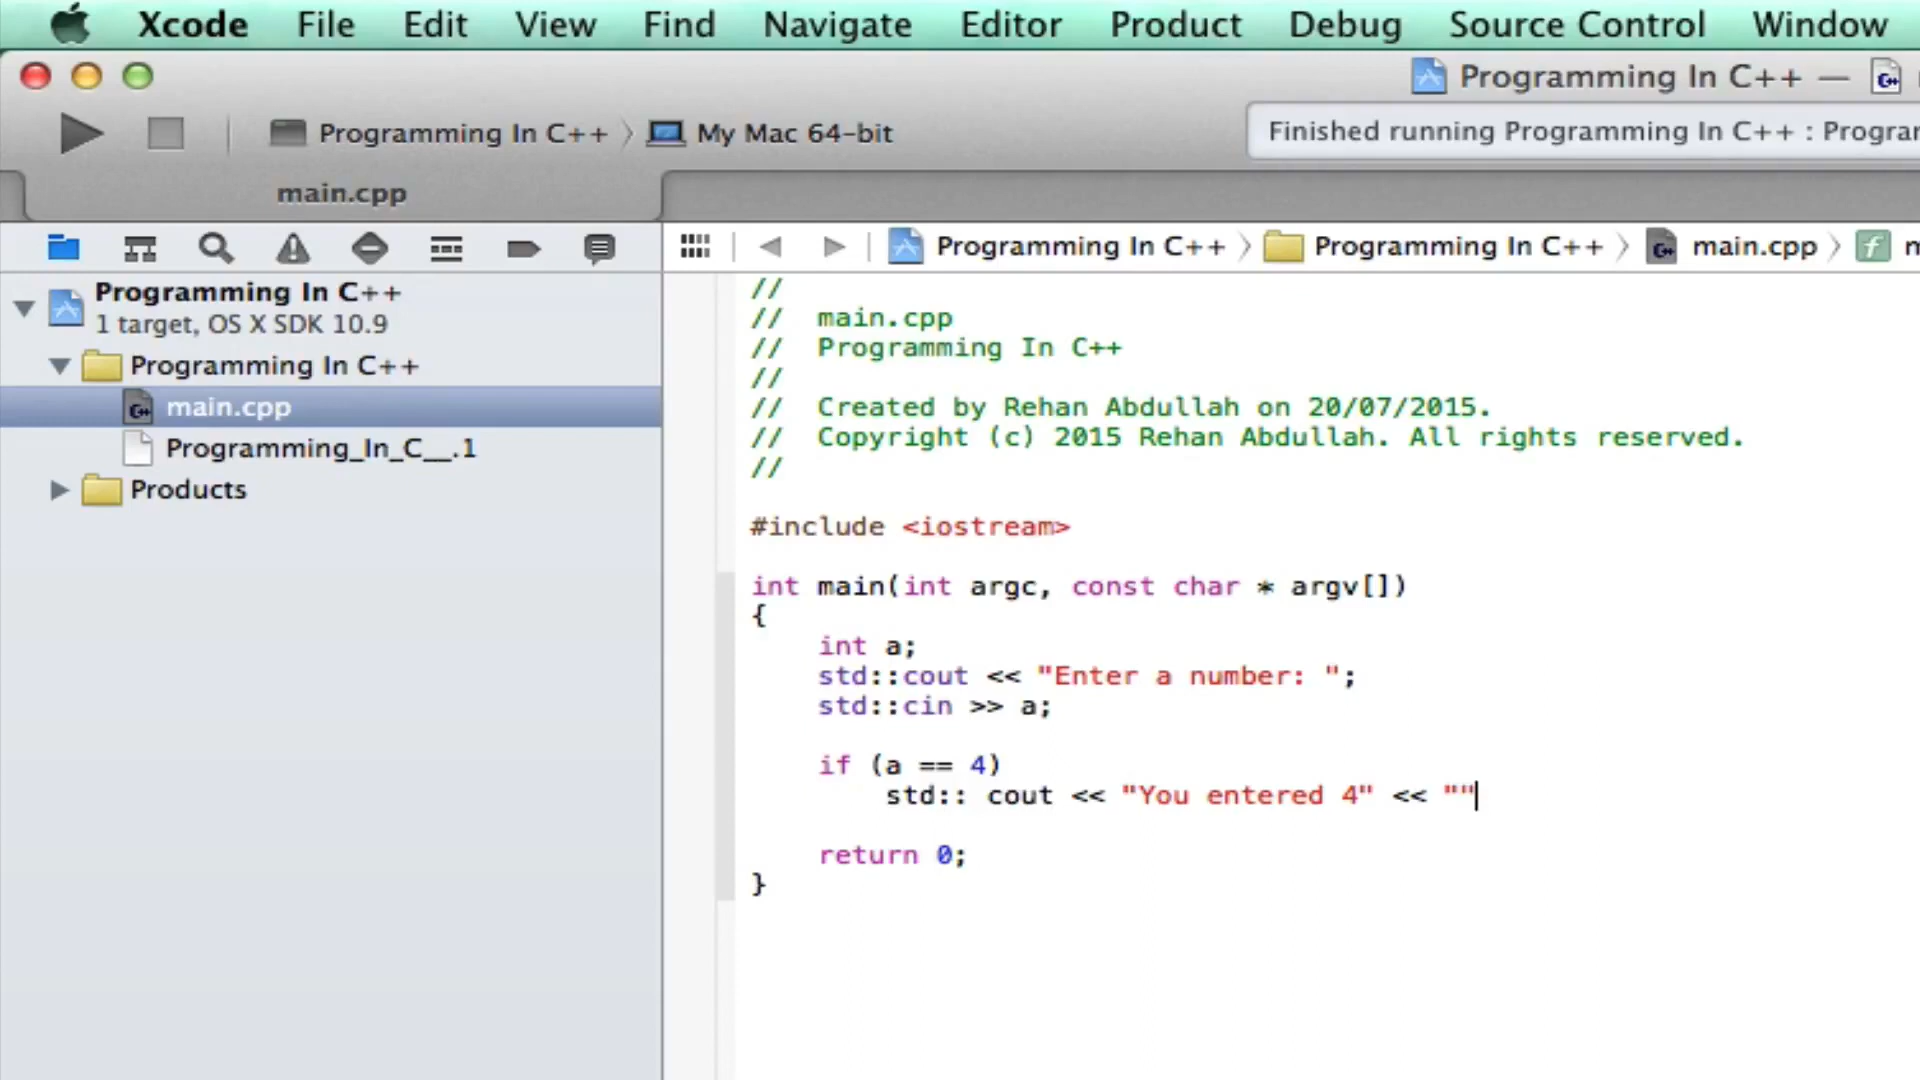 Xcode File Edit View Find Navigate Editor Product Debug Source Control Window
Programming In C++ —
Programming In C++ 〉 My Mac 64-bit
Finished running Programming In C++ :
main.cpp
Programming In C++ 〉 Programming In C++ 〉 main.cpp 〉
Programming In C++
1 target, OS X SDK 10.9
Programming In C++
main.cpp
Programming_In_C__.1
Products
//
//  main.cpp
//  Programming In C++
//
//  Created by Rehan Abdullah on 20/07/2015.
//  Copyright (c) 2015 Rehan Abdullah. All rights reserved.
//
#include <iostream>
int main(int argc, const char * argv[])
{
    int a;
    std::cout << "Enter a number: ";
    std::cin >> a;
    if (a == 4)
        std:: cout << "You entered 4" << ""
    return 0;
}